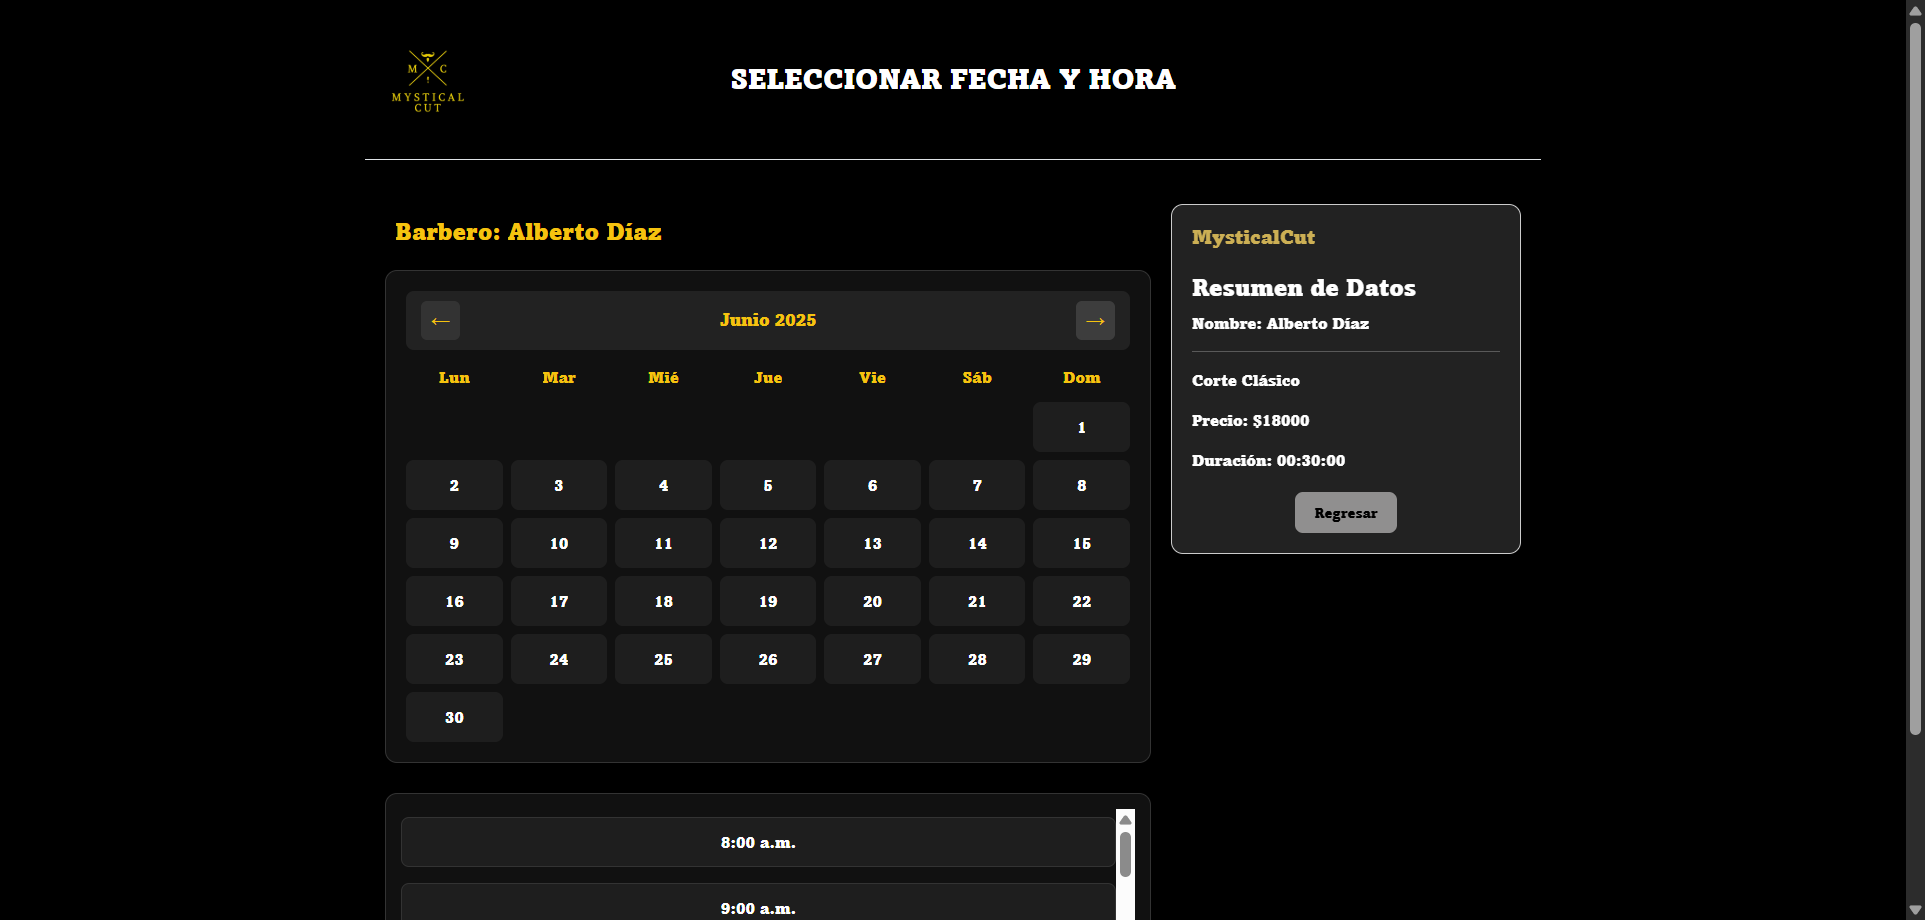 M C
MYSTICAL
CUT
SELECCIONAR FECHA Y HORA
Barbero: Alberto Díaz
← Junio 2025 →
Lun Mar Mié Jue Vie Sáb Dom
1
2 3 4 5 6 7 8
9 10 11 12 13 14 15
16 17 18 19 20 21 22
23 24 25 26 27 28 29
30
8:00 a.m.
9:00 a.m.
MysticalCut
Resumen de Datos
Nombre: Alberto Díaz
Corte Clásico
Precio: $18000
Duración: 00:30:00
Regresar